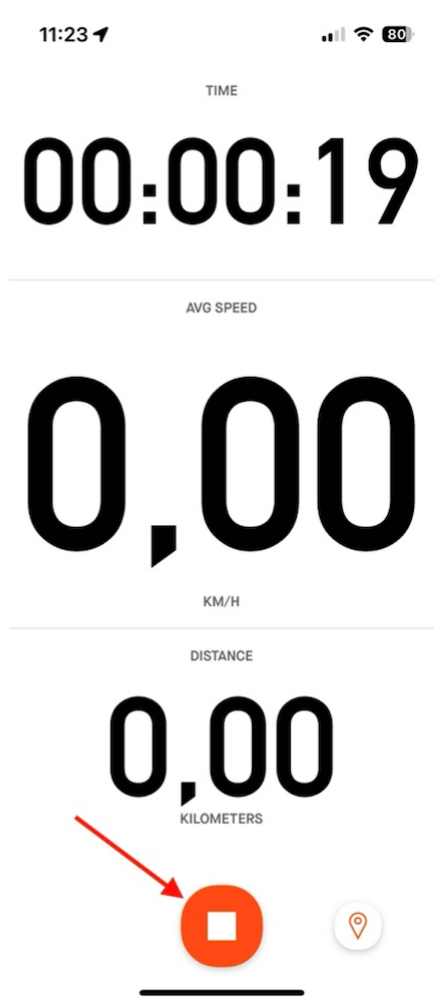 11:23
80
TIME
00:00:19
AVG SPEED
0,00
KM/H
DISTANCE
0,00
KILOMETERS